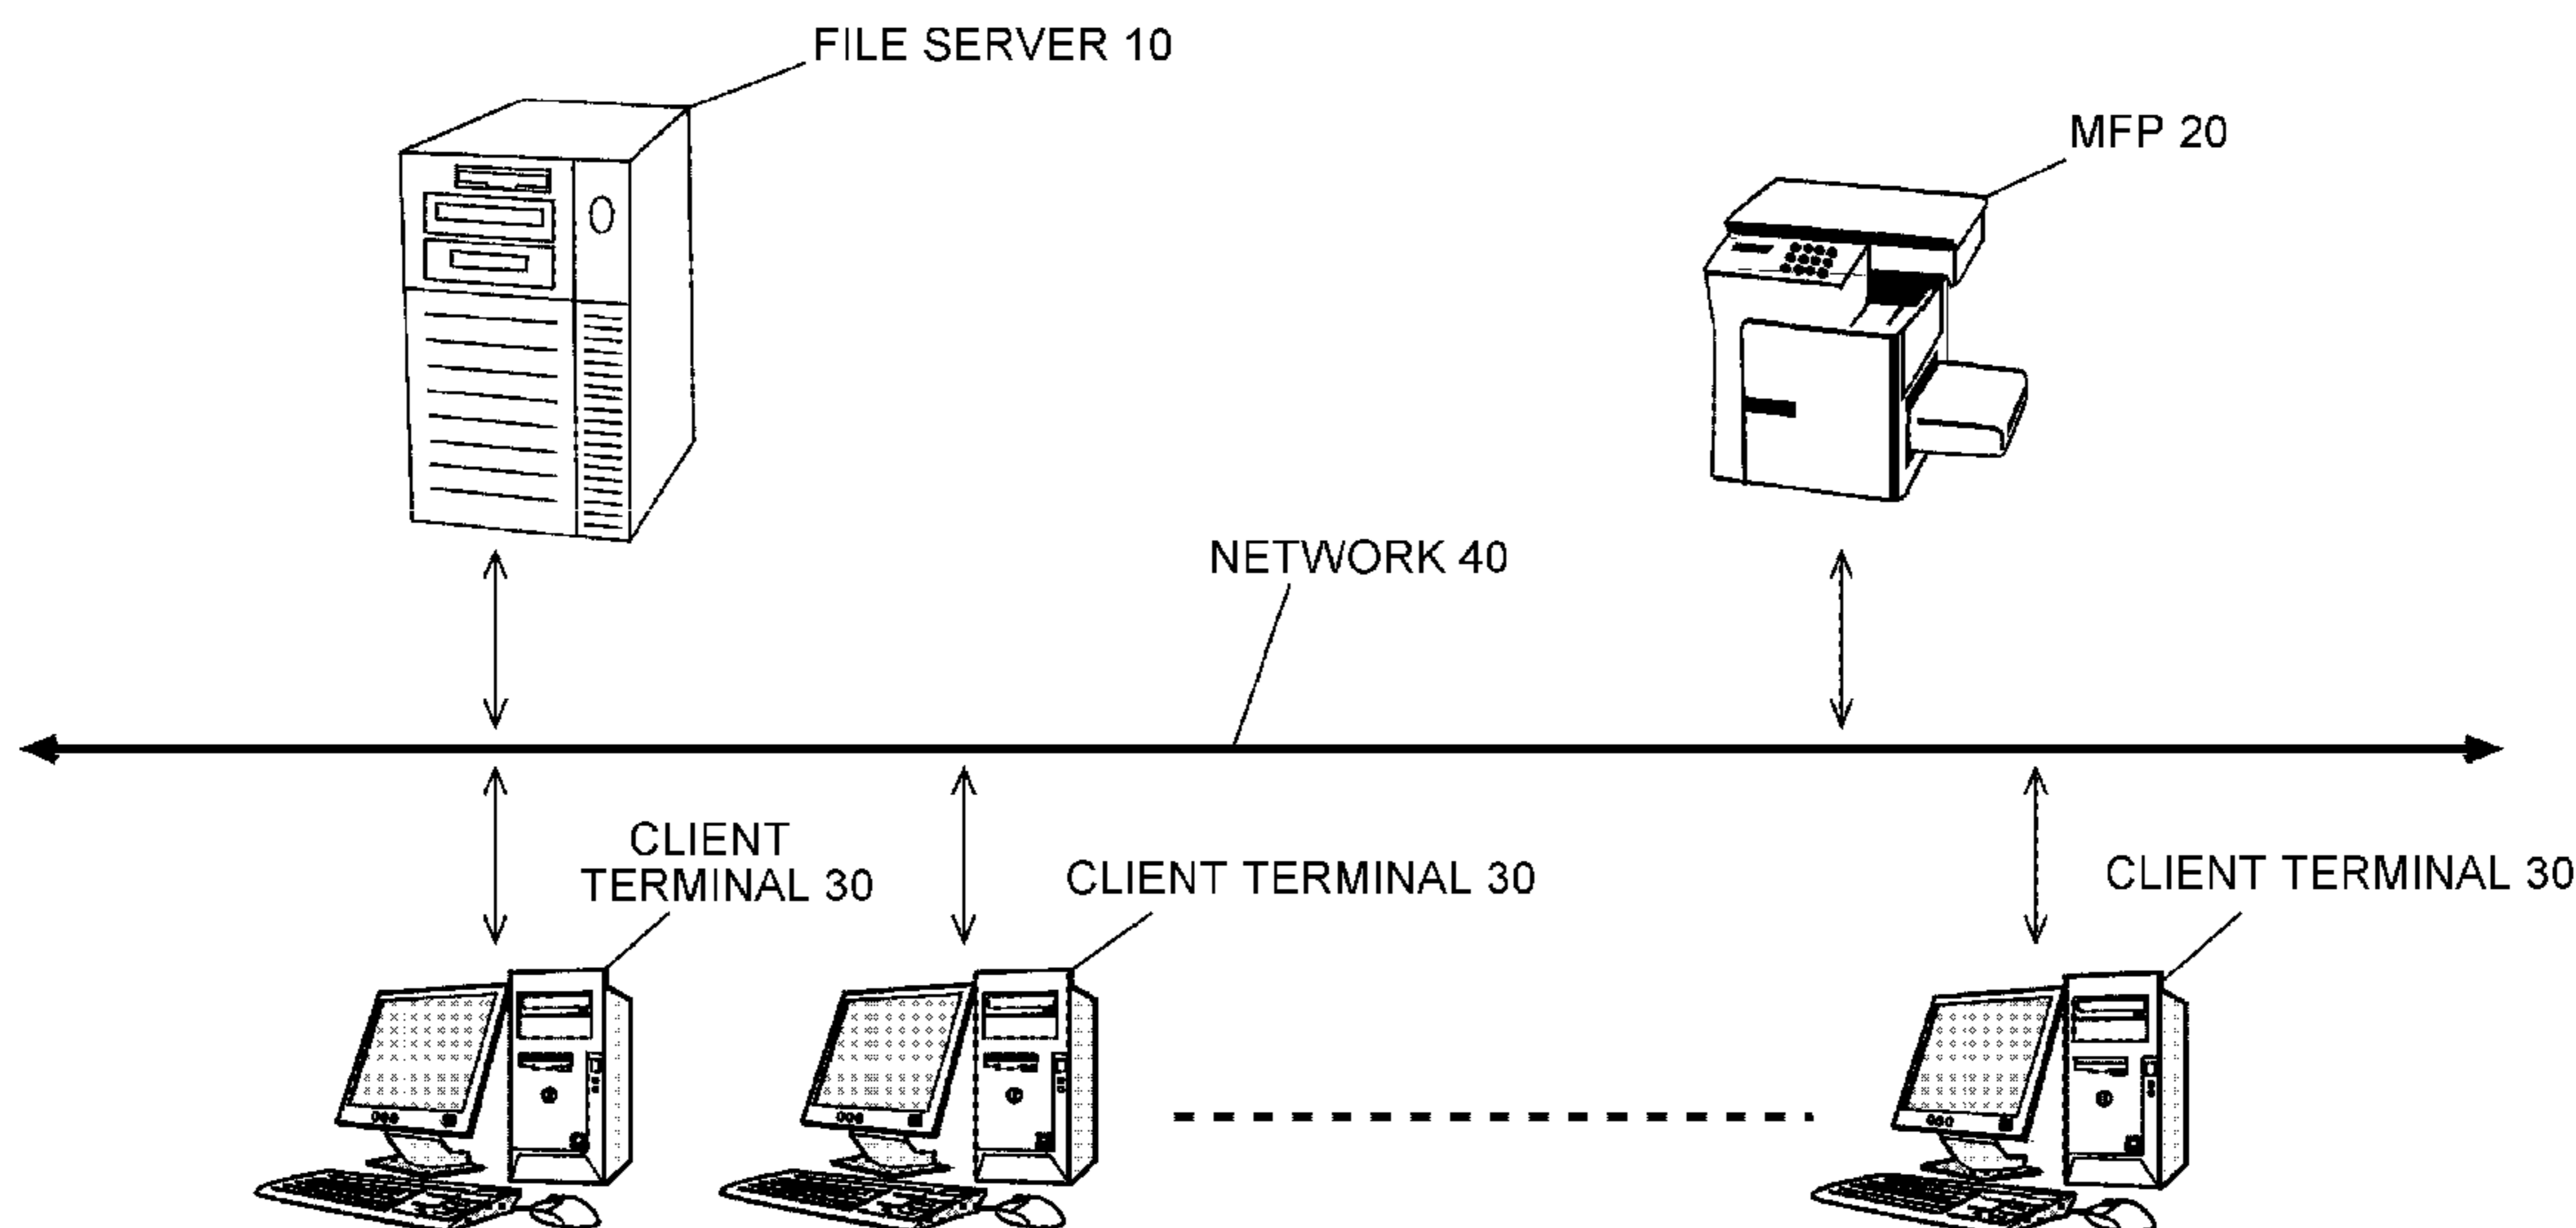 FILE SERVER 10
MFP 20
NETWORK 40
CLIENT
TERMINAL 30
CLIENT TERMINAL 30
CLIENT TERMINAL 30